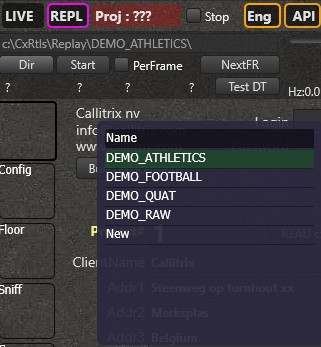 LIVE REPL Proj : ??? Stop Eng API
c:\CxRtls\Replay\DEMO_ATHLETICS\
Dir Start PerFrame NextFR
? ? ? ? Test DT Hz:0.0
Callitrix nv
info
www
Login
Name
DEMO_ATHLETICS
DEMO_FOOTBALL
DEMO_QUAT
DEMO_RAW
New
Config
Floor
1 READ
ClientName Callitrix
Addr1 Steenweg op turnhout xx
Sniff
Addr2 Merksplas
Addr3 Belgium